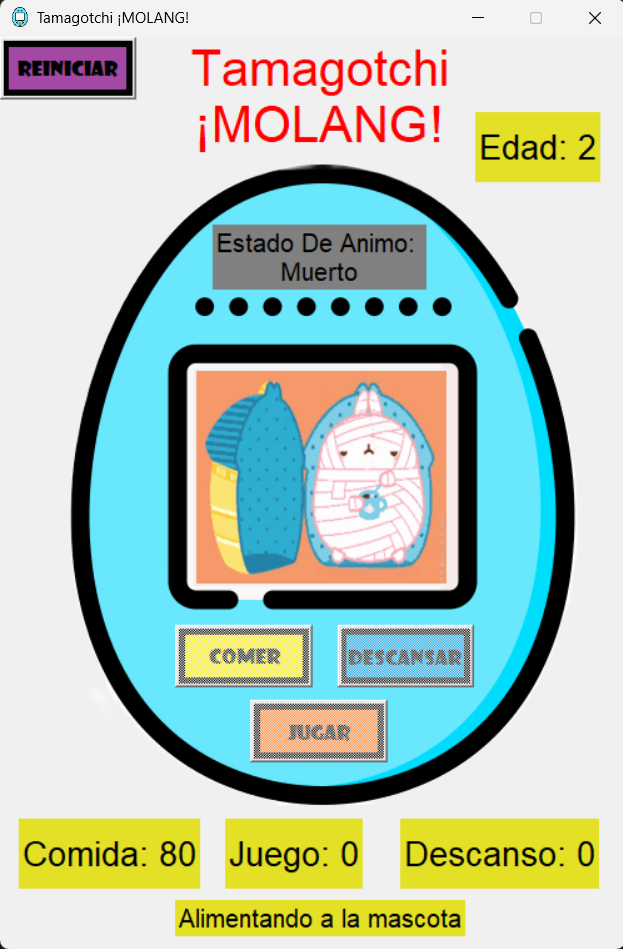 Tamagotchi ¡MOLANG!
REINICIAR
Tamagotchi
¡MOLANG!
Edad: 2
Estado De Animo:
Muerto
COMER
DESCANSAR
JUGAR
Comida: 80
Juego: 0
Descanso: 0
Alimentando a la mascota